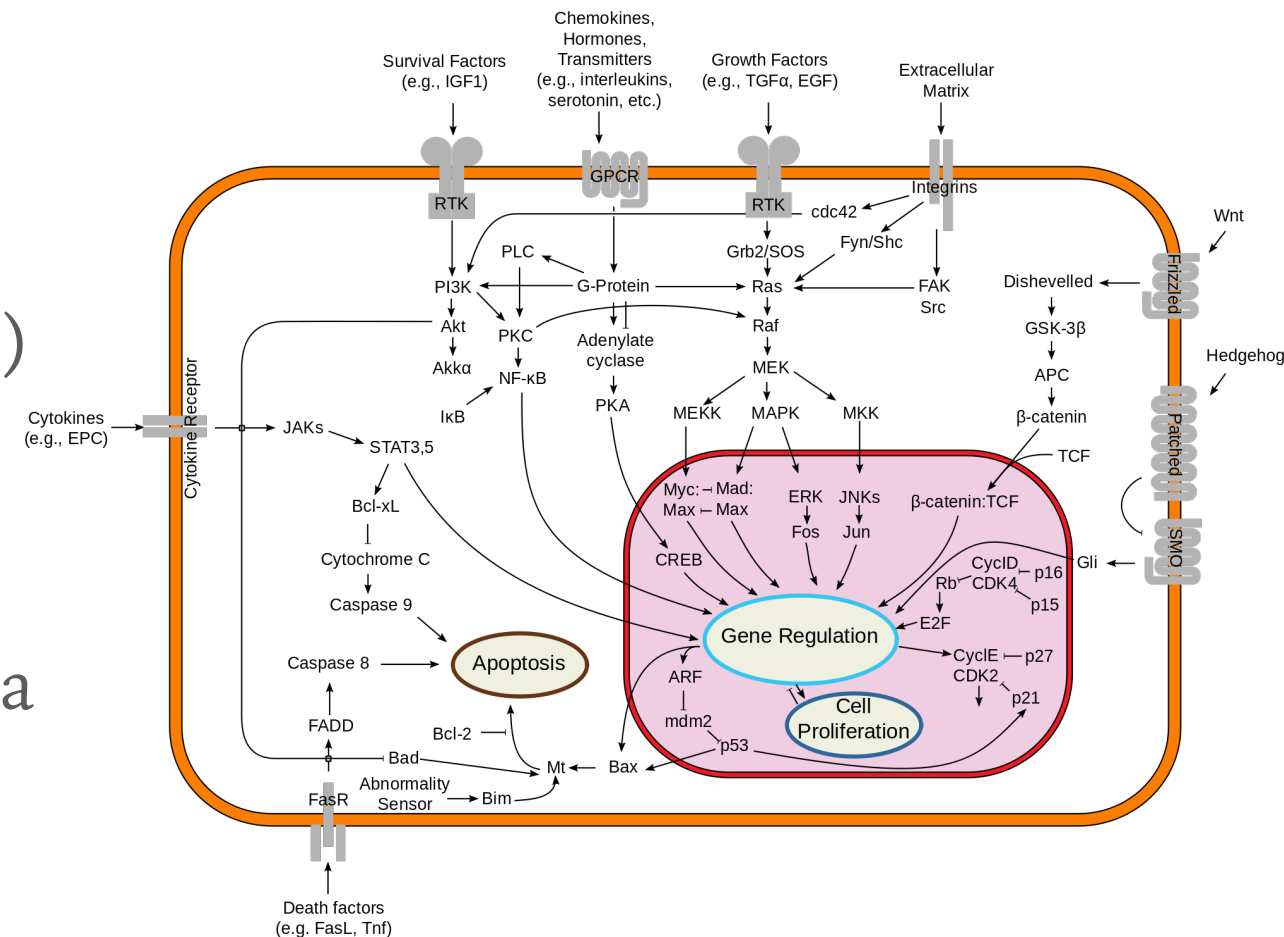 Chemokines,
Hormones,
Transmitters
(e.g., interleukins,
serotonin, etc.)
Survival Factors
(e.g., IGF1)
Growth Factors
(e.g., TGFα, EGF)
Extracellular
Matrix
GPCR
RTK
RTK
Integrins
cdc42
Wnt
Fyn/Shc
Grb2/SOS
PLC
Frizzled
Dishevelled
PI3K
G-Protein
Ras
FAK
Src
)
Akt
PKC
Raf
GSK-3β
Adenylate
cyclase
Hedgehog
Akkα
NF-κB
MEK
APC
IκB
PKA
MEKK
MAPK
MKK
β-catenin
Cytokines
(e.g., EPC)
Cytokine Receptor
JAKs
STAT3,5
Patched
TCF
Bcl-xL
Myc:
Max
Mad:
Max
ERK
JNKs
β-catenin:TCF
Fos
Jun
Cytochrome C
CREB
SMO
Gli
CyclD
CDK4
p16
Rb
p15
Caspase 9
E2F
Gene Regulation
Caspase 8
Apoptosis
CyclE
CDK2
p27
ARF
p21
a
FADD
mdm2
Cell
Proliferation
Bcl-2
p53
Bad
Mt
Bax
Abnormality
Sensor
Bim
FasR
Death factors
(e.g. FasL, Tnf)